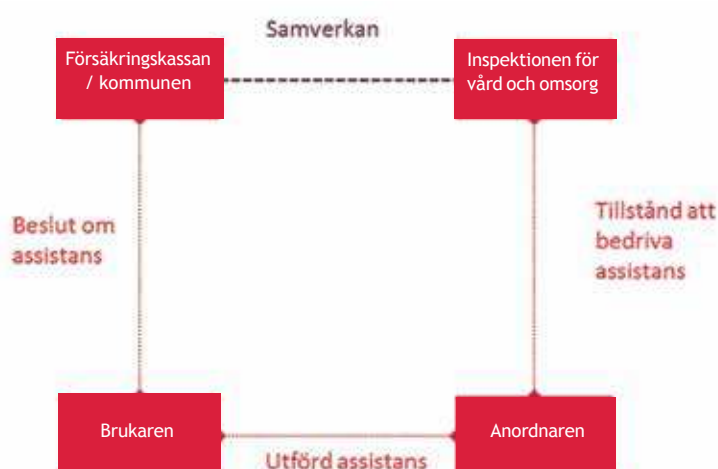 Samverkan
Försäkringskassan
/ kommunen
Inspektionen för
vård och omsorg
Beslut om
assistans
Tillstånd att
bedriva
assistans
Brukaren
Anordnaren
Utförd assistans